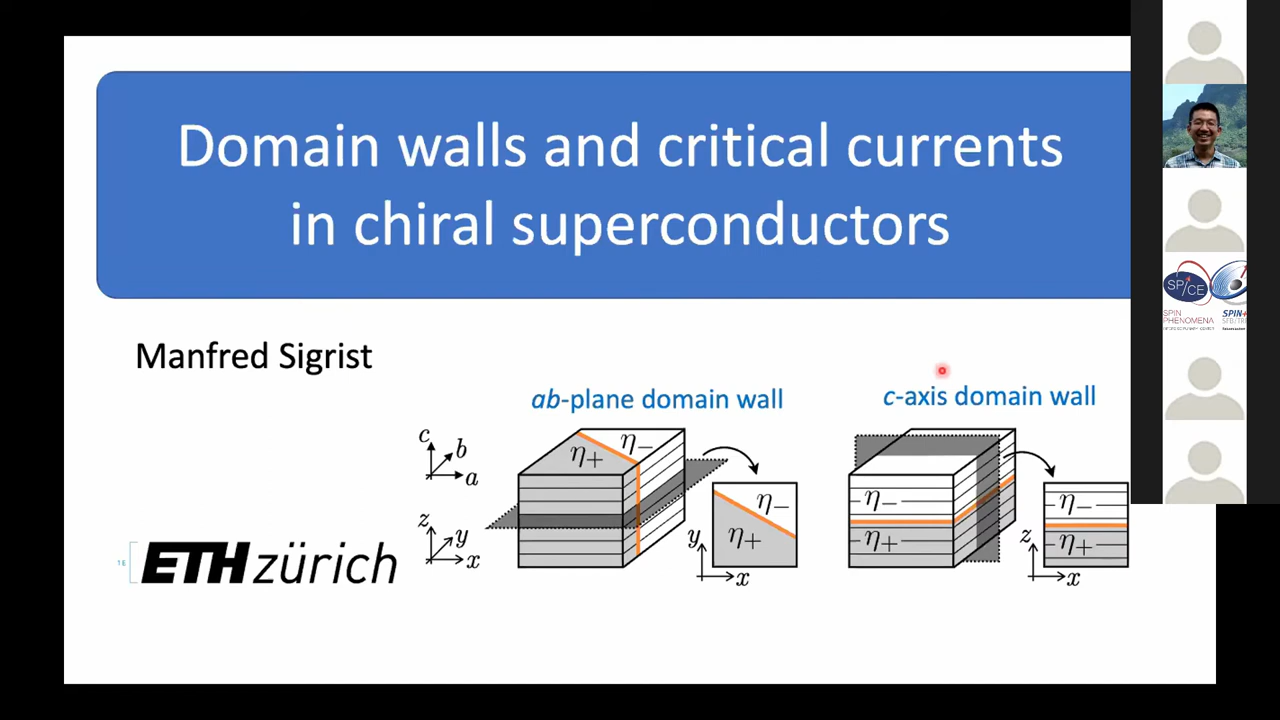 Domain walls and critical currents
in chiral superconductors
Manfred Sigrist
ab-plane domain wall
c-axis domain wall
c
b
a
z
y
x
η+
η−
η−
η+
y
x
η−
η+
η−
η+
z
x
ETH zürich
SPICE
SPIN
PHENOMENA
SPIN+